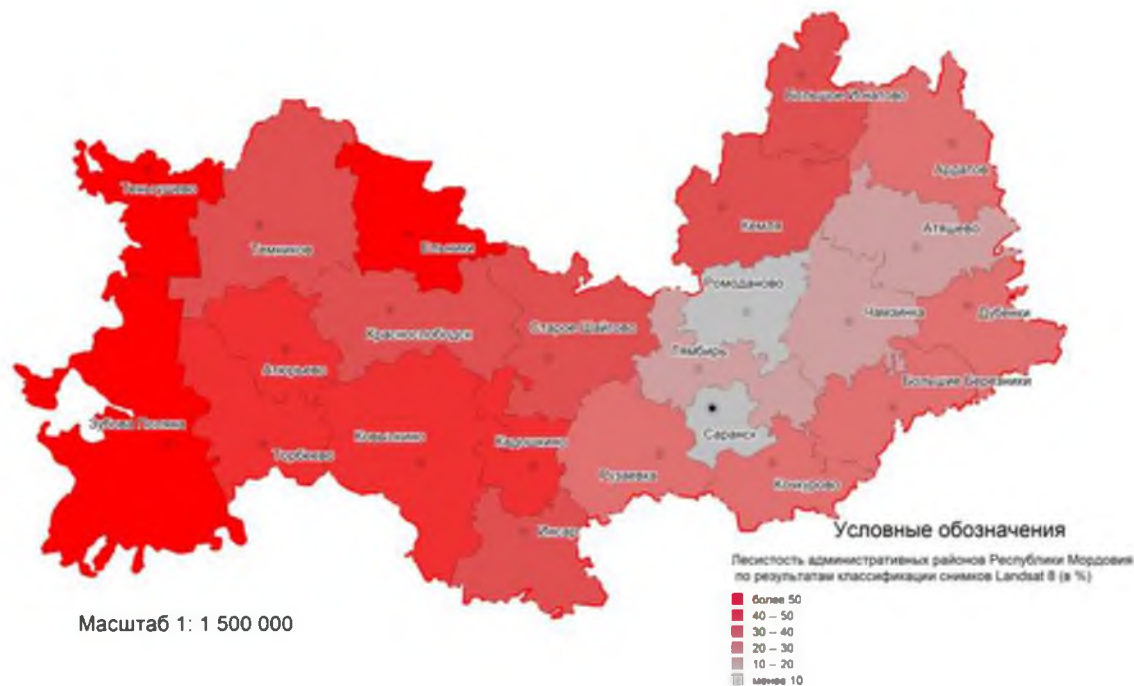 Большое Игнатово
Ардатов
Теньгушево
Атяшево
Кемля
Темников
Ельники
Ромоданово
Чамзинка
Дубенки
Краснослободск
Старое Шайгово
Лямбирь
Атюрьево
Большие Березники
Зубова Поляна
Торбеево
Ковылкино
Кадошкино
Саранск
Рузаевка
Кочкурово
Инсар
Условные обозначения
Лесистость административных районов Республики Мордовия
по результатам классификации снимков Landsat 8 (в %)
более 50
40 – 50
30 – 40
20 – 30
10 – 20
менее 10
Масштаб 1: 1 500 000